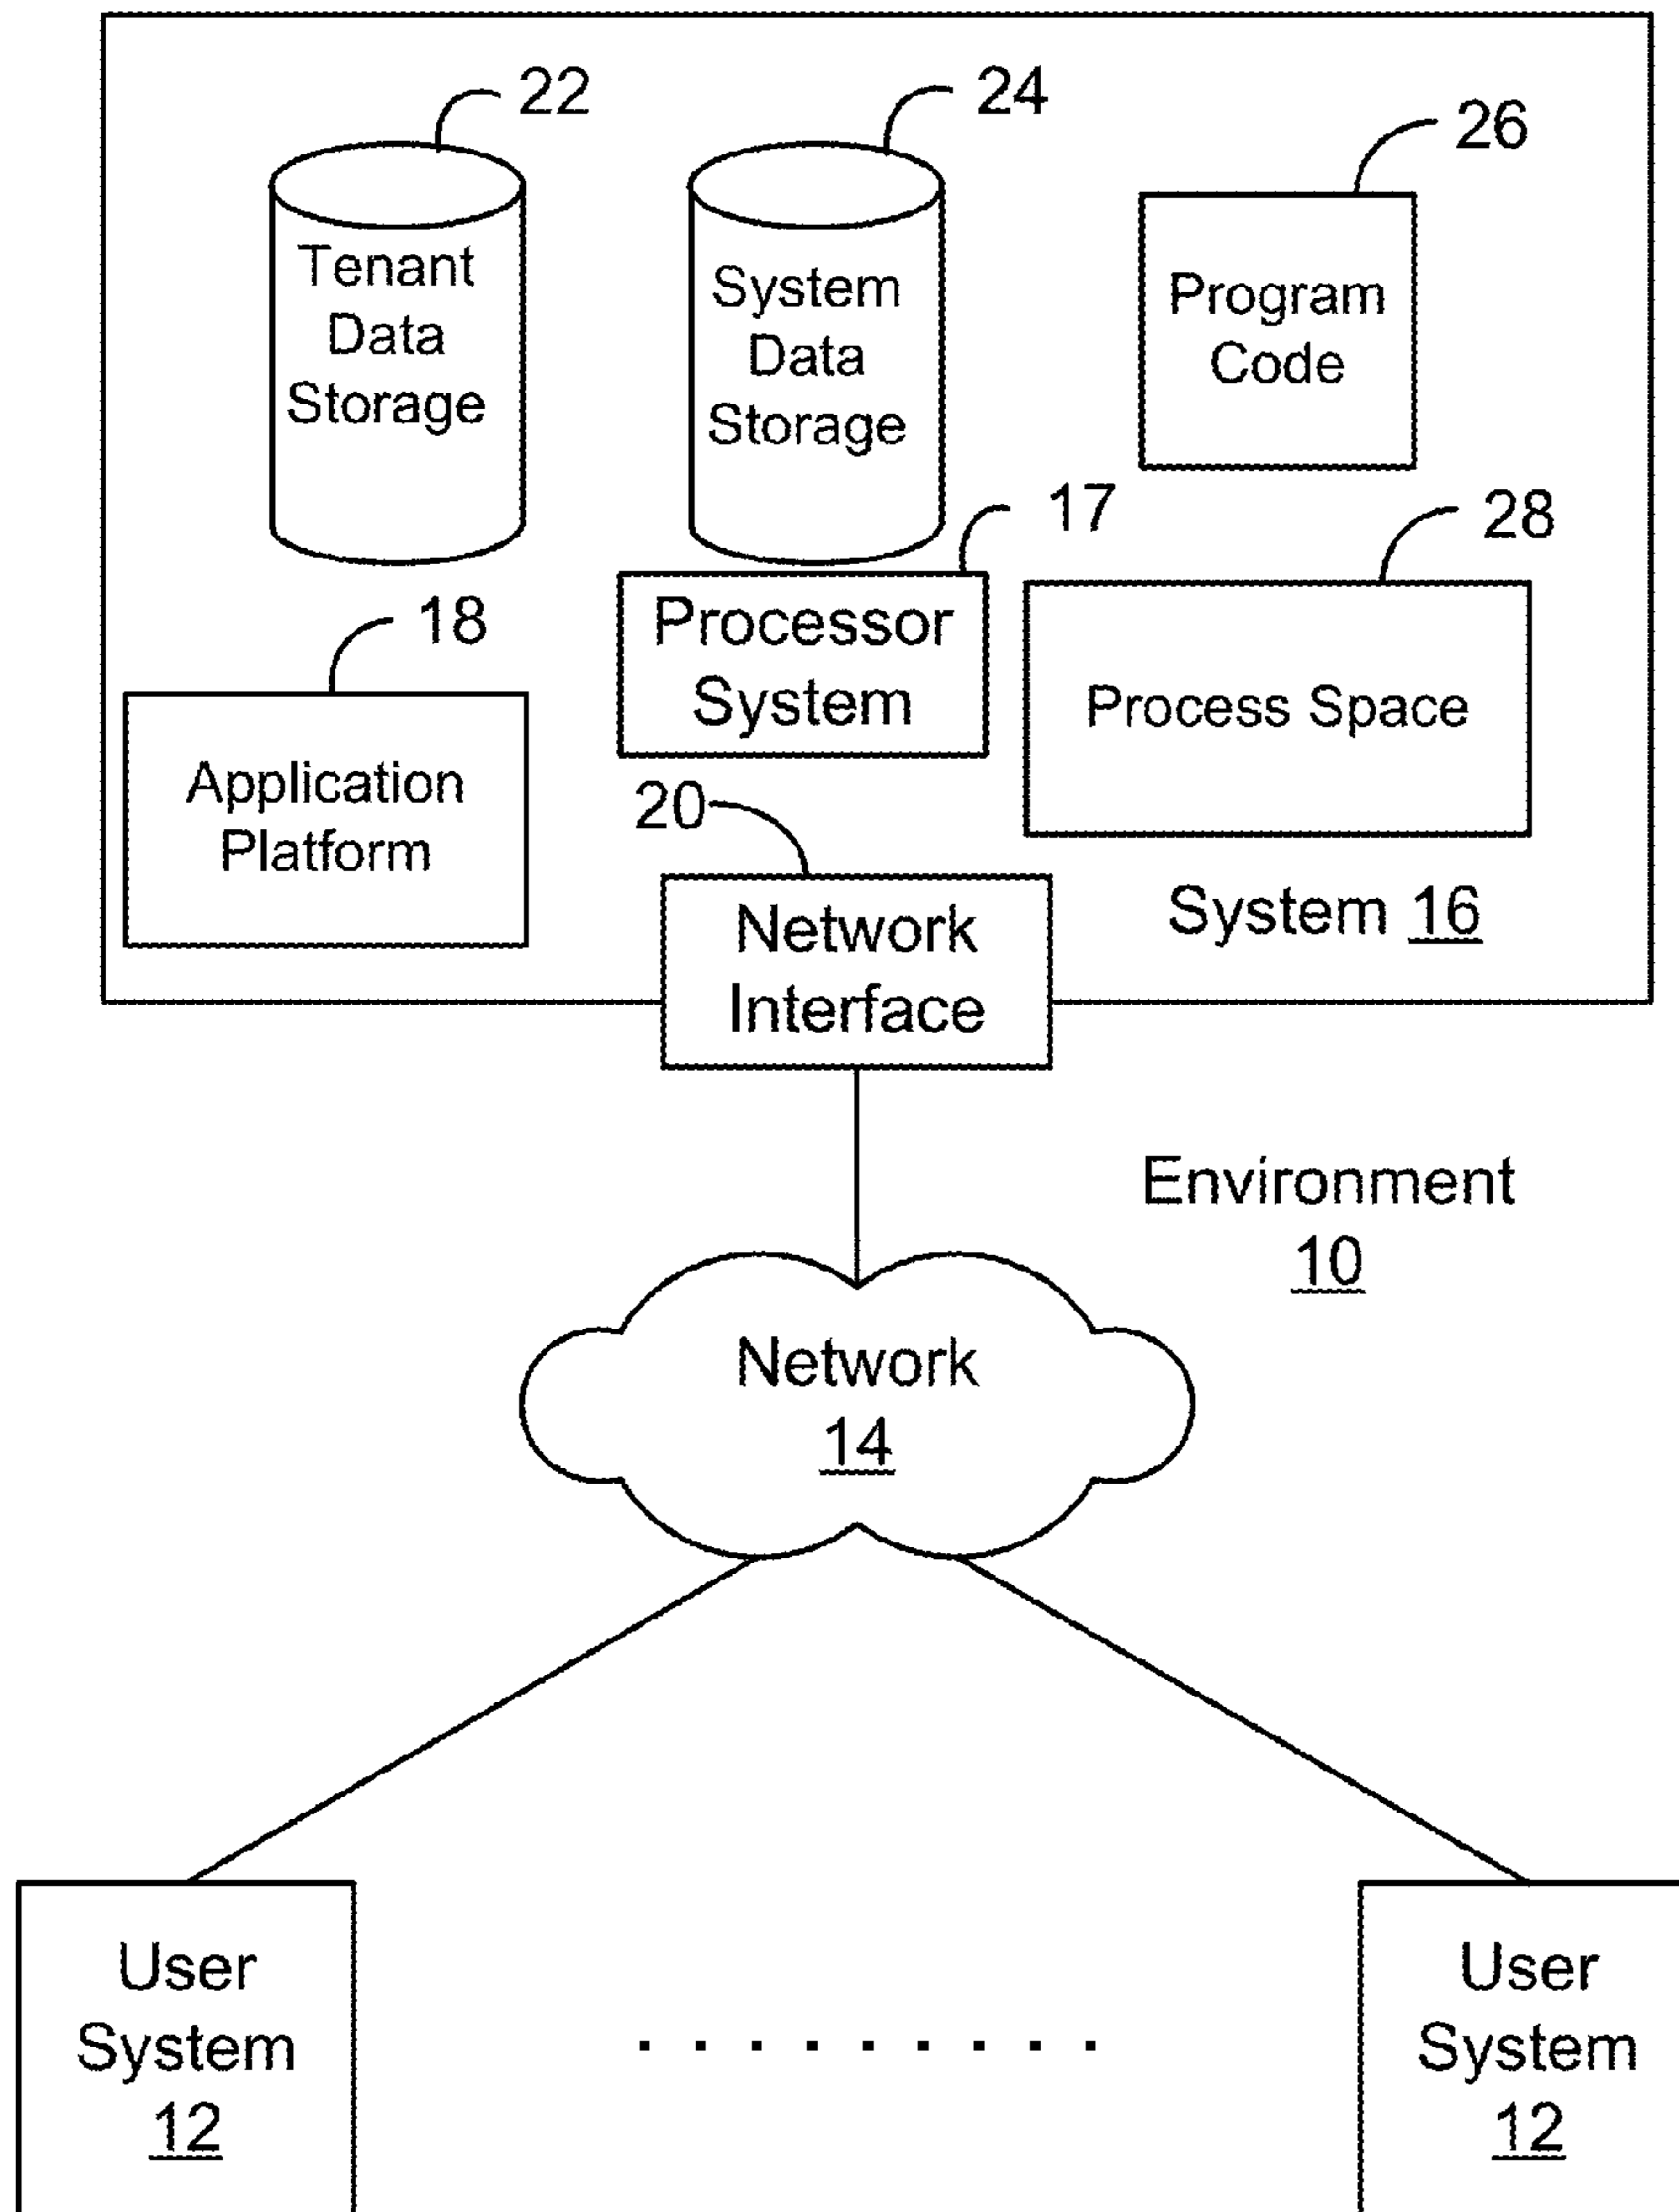 22
24
26
Tenant
Data
Storage
System
Data
Storage
Program
Code
17
28
18
Processor
System
Process Space
Application
Platform
20
Network
Interface
System 16
Environment
10
Network
14
User
System
12
. . . . . . . . .
User
System
12